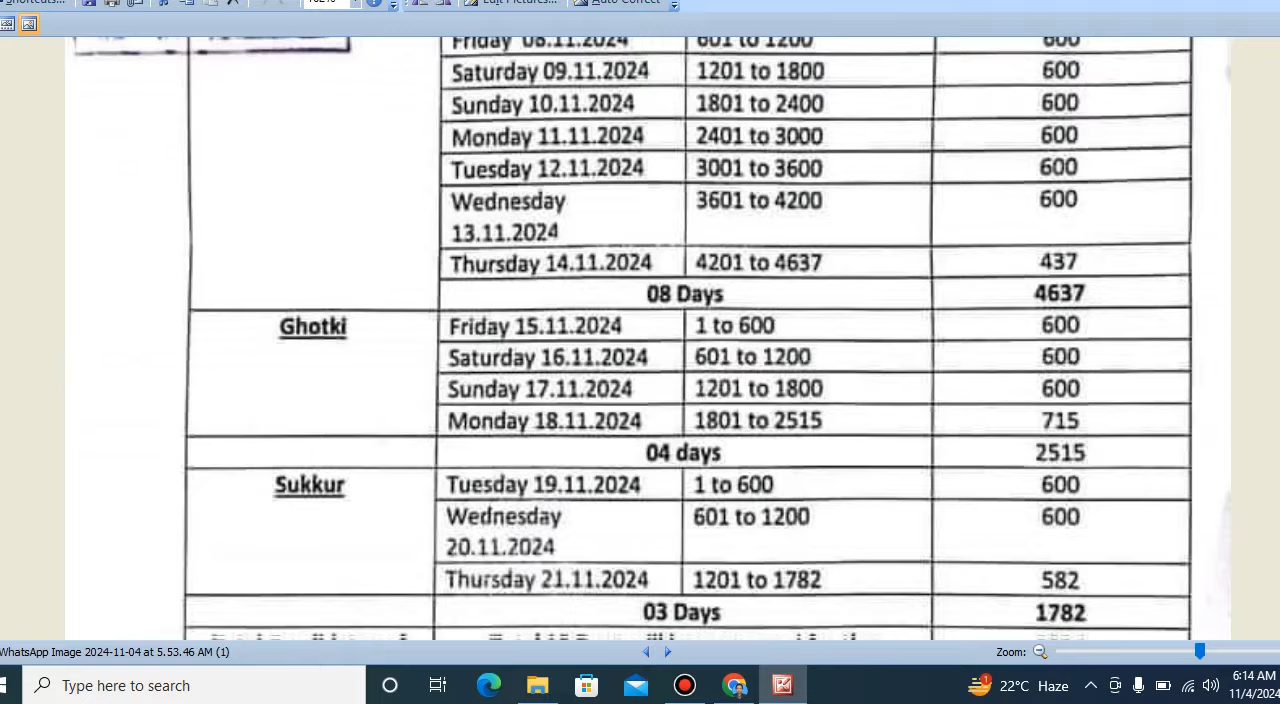 162%
Edit Pictures...
Auto Correct
Friday 08.11.2024 601 to 1200 600
Saturday 09.11.2024 1201 to 1800 600
Sunday 10.11.2024 1801 to 2400 600
Monday 11.11.2024 2401 to 3000 600
Tuesday 12.11.2024 3001 to 3600 600
Wednesday 3601 to 4200 600
13.11.2024
Thursday 14.11.2024 4201 to 4637 437
08 Days 4637
Ghotki Friday 15.11.2024 1 to 600 600
Saturday 16.11.2024 601 to 1200 600
Sunday 17.11.2024 1201 to 1800 600
Monday 18.11.2024 1801 to 2515 715
04 days 2515
Sukkur Tuesday 19.11.2024 1 to 600 600
Wednesday 601 to 1200 600
20.11.2024
Thursday 21.11.2024 1201 to 1782 582
03 Days 1782
WhatsApp Image 2024-11-04 at 5.53.46 AM (1) Zoom:
Type here to search 22°C Haze 6:14 AM
11/4/2024